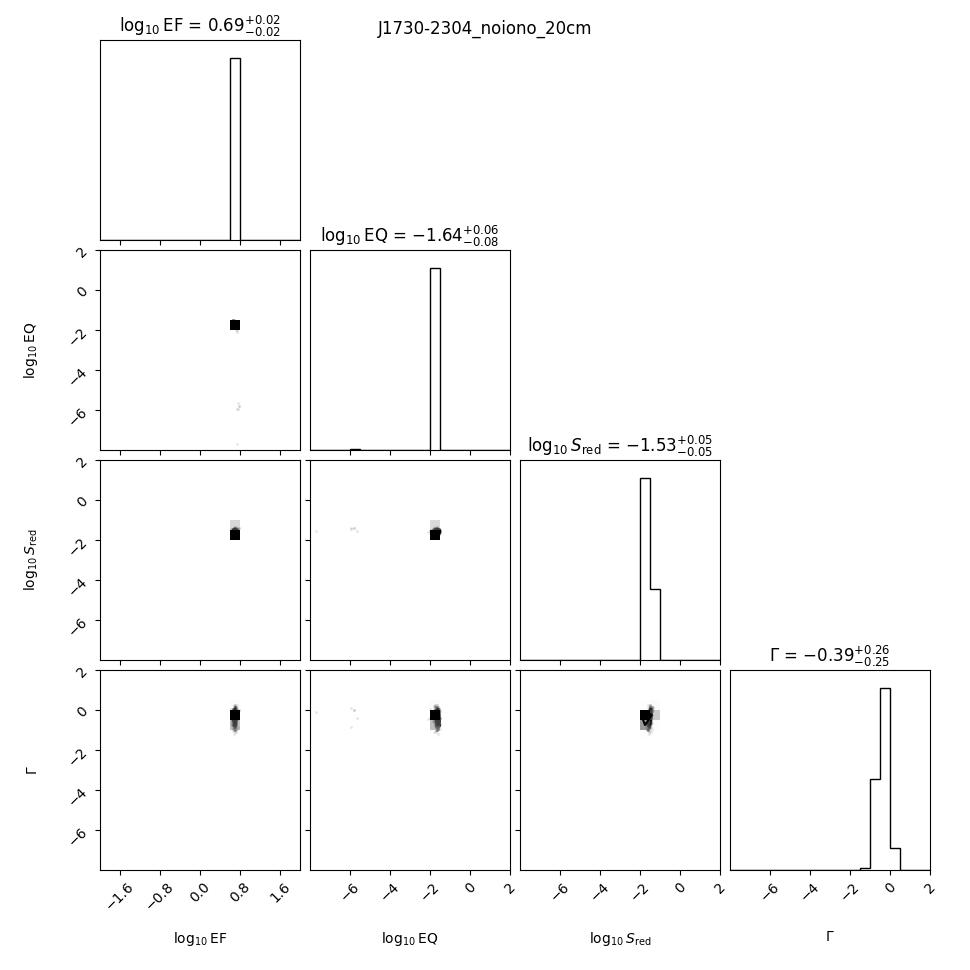 log₁₀ EF = 0.69⁺⁰·⁰²₋₀.₀₂
J1730-2304_noiono_20cm
log₁₀ EQ = −1.64⁺⁰·⁰⁶₋₀.₀₈
2
0
−2
−4
−6
log₁₀ EQ
log₁₀ S_red = −1.53⁺⁰·⁰⁵₋₀.₀₅
2
0
−2
−4
−6
log₁₀ S_red
Γ = −0.39⁺⁰·²⁶₋₀.₂₅
2
0
−2
−4
−6
Γ
−1.6 −0.8 0.0 0.8 1.6 −6 −4 −2 0 2 −6 −4 −2 0 2 −6 −4 −2 0 2
log₁₀ EF log₁₀ EQ log₁₀ S_red Γ